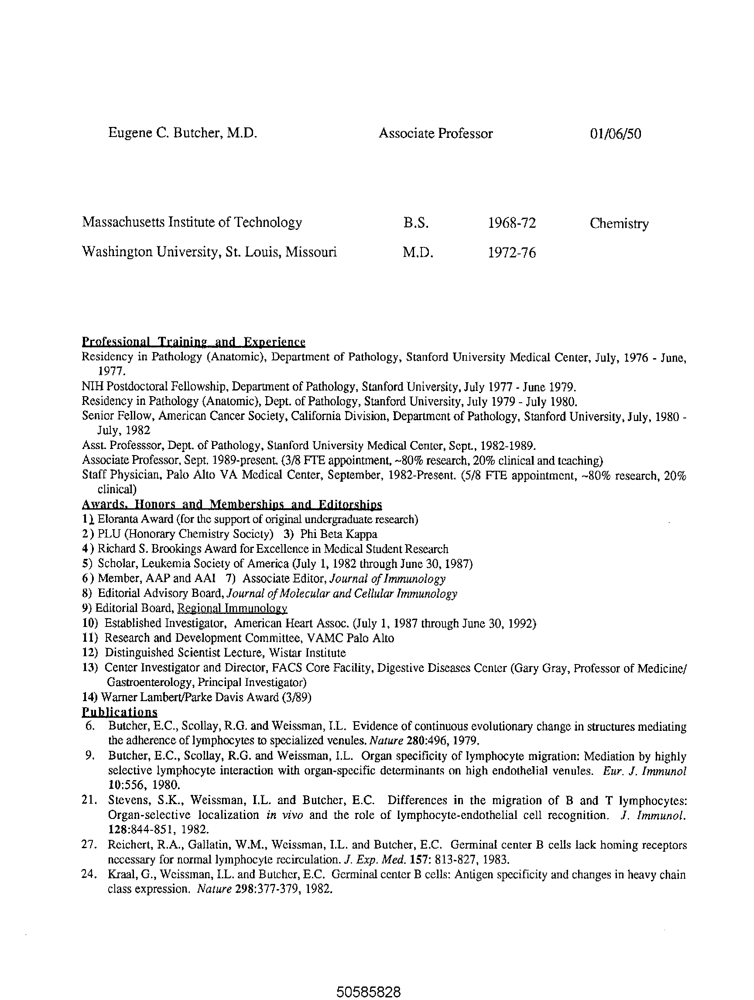 Eugene C. Butcher, M.D. Associate Professor 01/06/50
Massachusetts Institute of Technology B.S. 1968-72 Chemistry
Washington University, St. Louis, Missouri M.D. 1972-76
Professional Training and Experience
Residency in Pathology (Anatomic), Department of Pathology, Stanford University Medical Center, July, 1976 - June,
1977.
NIH Postdoctoral Fellowship, Department of Pathology, Stanford University, July 1977 - June 1979.
Residency in Pathology (Anatomic), Dept. of Pathology, Stanford University, July 1979 - July 1980.
Senior Fellow, American Cancer Society, California Division, Department of Pathology, Stanford University, July, 1980 -
July, 1982
Asst. Professsor, Dept. of Pathology, Stanford University Medical Center, Sept., 1982-1989.
Associate Professor, Sept. 1989-present. (3/8 FTE appointment, ~80% research, 20% clinical and teaching)
Staff Physician, Palo Alto VA Medical Center, September, 1982-Present. (5/8 FTE appointment, ~80% research, 20%
clinical)
Awards, Honors and Memberships and Editorships
1) Eloranta Award (for the support of original undergraduate research)
2) PLU (Honorary Chemistry Society) 3) Phi Beta Kappa
4) Richard S. Brookings Award for Excellence in Medical Student Research
5) Scholar, Leukemia Society of America (July 1, 1982 through June 30, 1987)
6) Member, AAP and AAI 7) Associate Editor, Journal of Immunology
8) Editorial Advisory Board, Journal of Molecular and Cellular Immunology
9) Editorial Board, Regional Immunology
10) Established Investigator, American Heart Assoc. (July 1, 1987 through June 30, 1992)
11) Research and Development Committee, VAMC Palo Alto
12) Distinguished Scientist Lecture, Wistar Institute
13) Center Investigator and Director, FACS Core Facility, Digestive Diseases Center (Gary Gray, Professor of Medicine/
Gastroenterology, Principal Investigator)
14) Warner Lambert/Parke Davis Award (3/89)
Publications
6. Butcher, E.C., Scollay, R.G. and Weissman, I.L. Evidence of continuous evolutionary change in structures mediating
the adherence of lymphocytes to specialized venules. Nature 280:496, 1979.
9. Butcher, E.C., Scollay, R.G. and Weissman, I.L. Organ specificity of lymphocyte migration: Mediation by highly
selective lymphocyte interaction with organ-specific determinants on high endothelial venules. Eur. J. Immunol
10:556, 1980.
21. Stevens, S.K., Weissman, I.L. and Butcher, E.C. Differences in the migration of B and T lymphocytes:
Organ-selective localization in vivo and the role of lymphocyte-endothelial cell recognition. J. Immunol.
128:844-851, 1982.
27. Reichert, R.A., Gallatin, W.M., Weissman, I.L. and Butcher, E.C. Germinal center B cells lack homing receptors
necessary for normal lymphocyte recirculation. J. Exp. Med. 157: 813-827, 1983.
24. Kraal, G., Weissman, I.L. and Butcher, E.C. Germinal center B cells: Antigen specificity and changes in heavy chain
class expression. Nature 298:377-379, 1982.
50585828